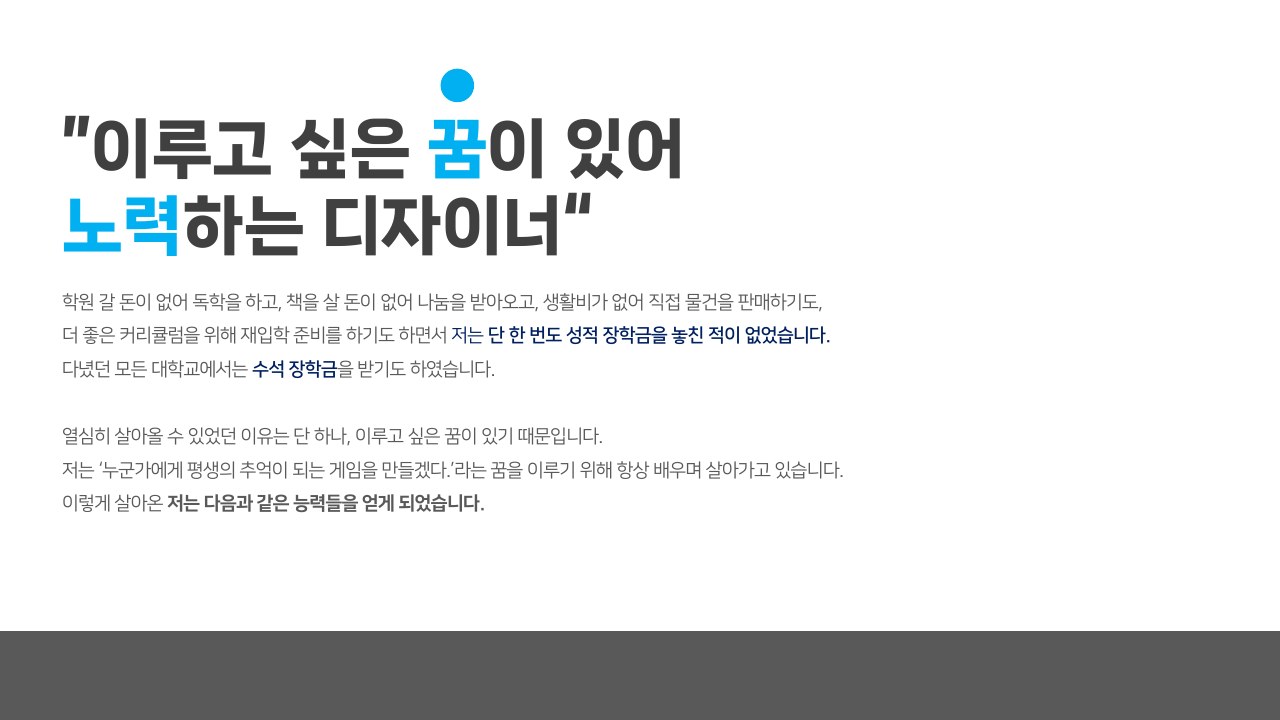 "이루고 싶은 꿈이 있어
노력하는 디자이너"
학원 갈 돈이 없어 독학을 하고, 책을 살 돈이 없어 나눔을 받아오고, 생활비가 없어 직접 물건을 판매하기도,
더 좋은 커리큘럼을 위해 재입학 준비를 하기도 하면서 저는 단 한 번도 성적 장학금을 놓친 적이 없었습니다.
다녔던 모든 대학교에서는 수석 장학금을 받기도 하였습니다.
열심히 살아올 수 있었던 이유는 단 하나, 이루고 싶은 꿈이 있기 때문입니다.
저는 ‘누군가에게 평생의 추억이 되는 게임을 만들겠다.’라는 꿈을 이루기 위해 항상 배우며 살아가고 있습니다.
이렇게 살아온 저는 다음과 같은 능력들을 얻게 되었습니다.